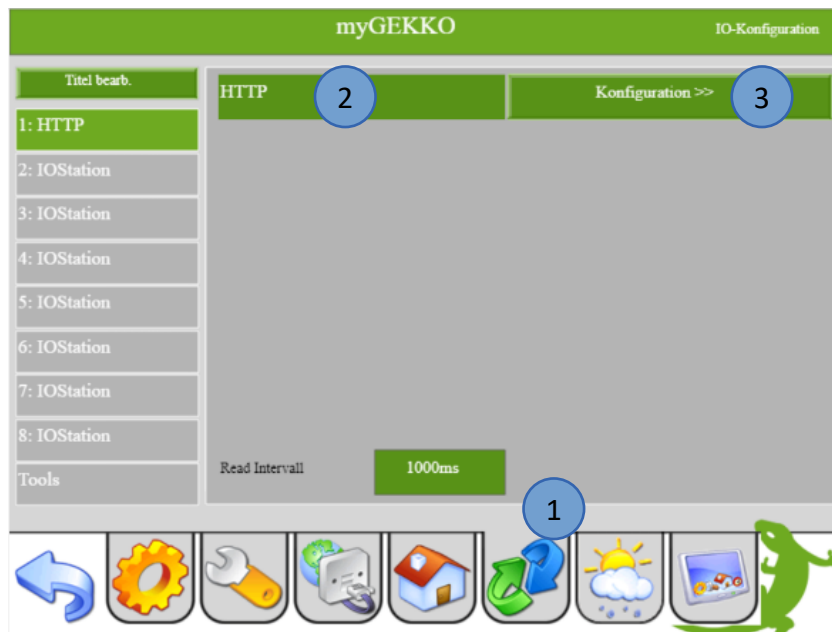 myGEKKO
IO-Konfiguration
Titel bearb.
HTTP
2
Konfiguration >>
3
1: HTTP
2: IOStation
3: IOStation
4: IOStation
5: IOStation
6: IOStation
7: IOStation
8: IOStation
Tools
Read Intervall
1000ms
1